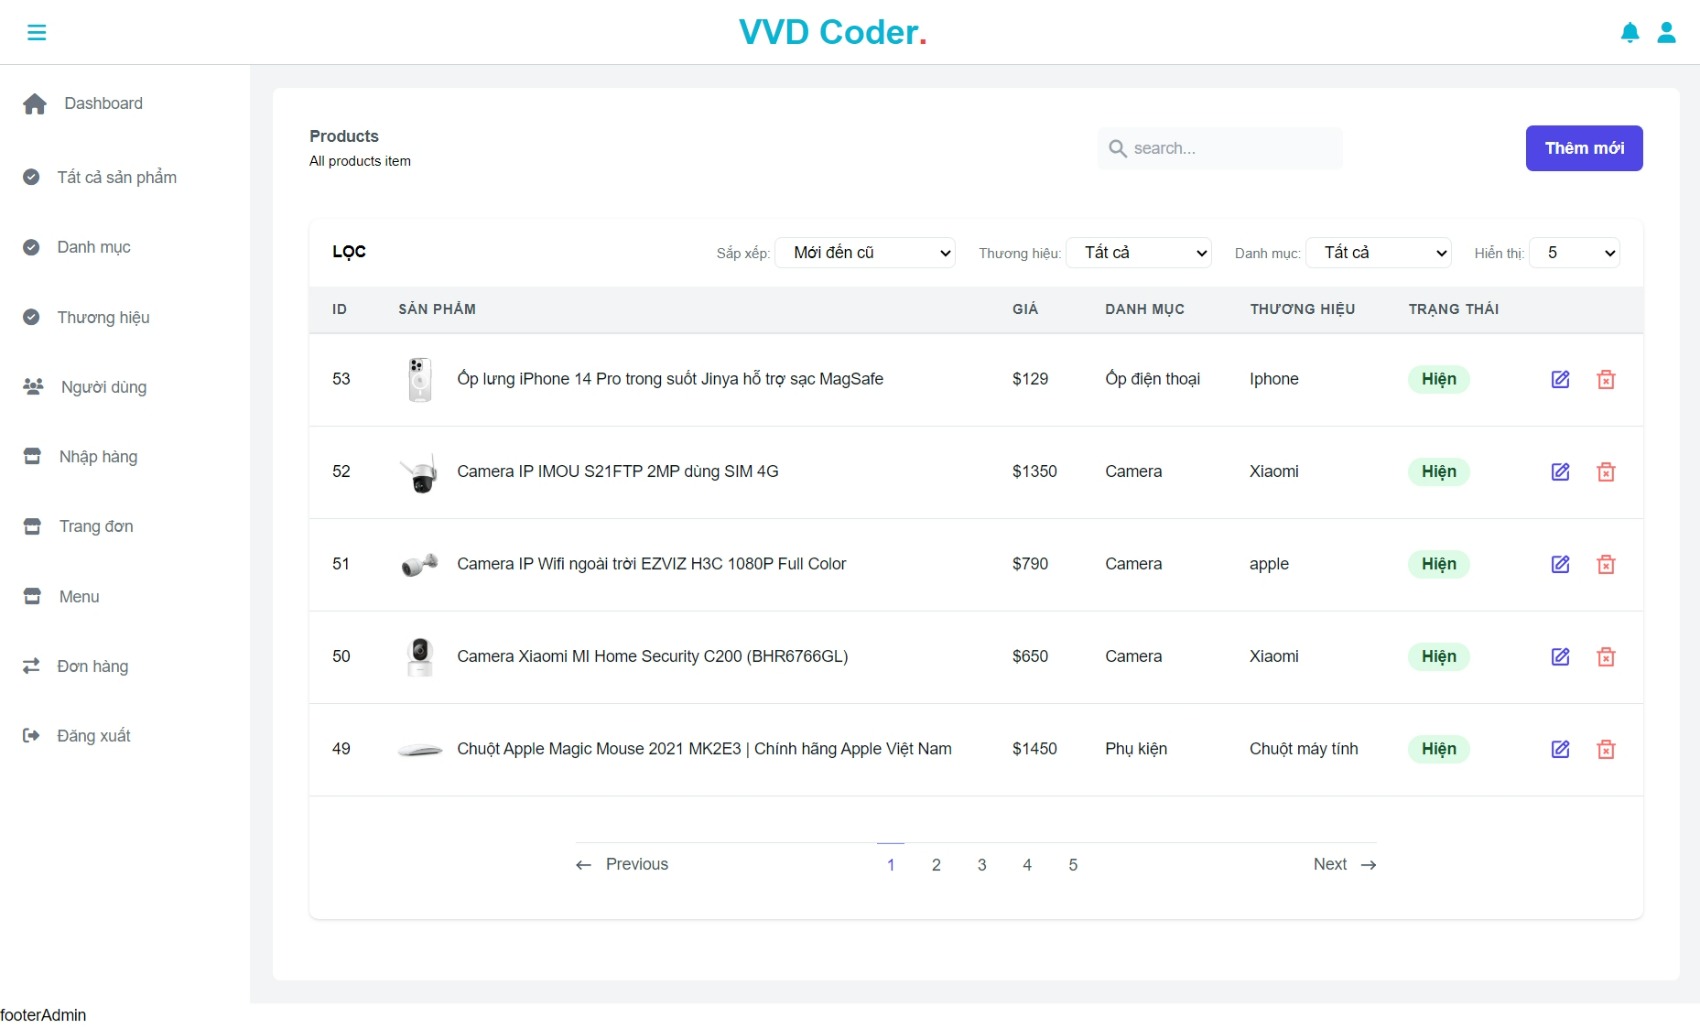 VVD Coder.
Dashboard
Tất cả sản phẩm
Danh mục
Thương hiệu
Người dùng
Nhập hàng
Trang đơn
Menu
Đơn hàng
Đăng xuất
Products
All products item
search...
Thêm mới
LỌC
Sắp xếp: Mới đến cũ Thương hiệu: Tất cả Danh mục: Tất cả Hiển thị: 5
ID SẢN PHẨM GIÁ DANH MỤC THƯƠNG HIỆU TRẠNG THÁI
53 Ốp lưng iPhone 14 Pro trong suốt Jinya hỗ trợ sạc MagSafe $129 Ốp điện thoại Iphone Hiện
52 Camera IP IMOU S21FTP 2MP dùng SIM 4G $1350 Camera Xiaomi Hiện
51 Camera IP Wifi ngoài trời EZVIZ H3C 1080P Full Color $790 Camera apple Hiện
50 Camera Xiaomi MI Home Security C200 (BHR6766GL) $650 Camera Xiaomi Hiện
49 Chuột Apple Magic Mouse 2021 MK2E3 | Chính hãng Apple Việt Nam $1450 Phụ kiện Chuột máy tính Hiện
Previous 1 2 3 4 5 Next
footerAdmin